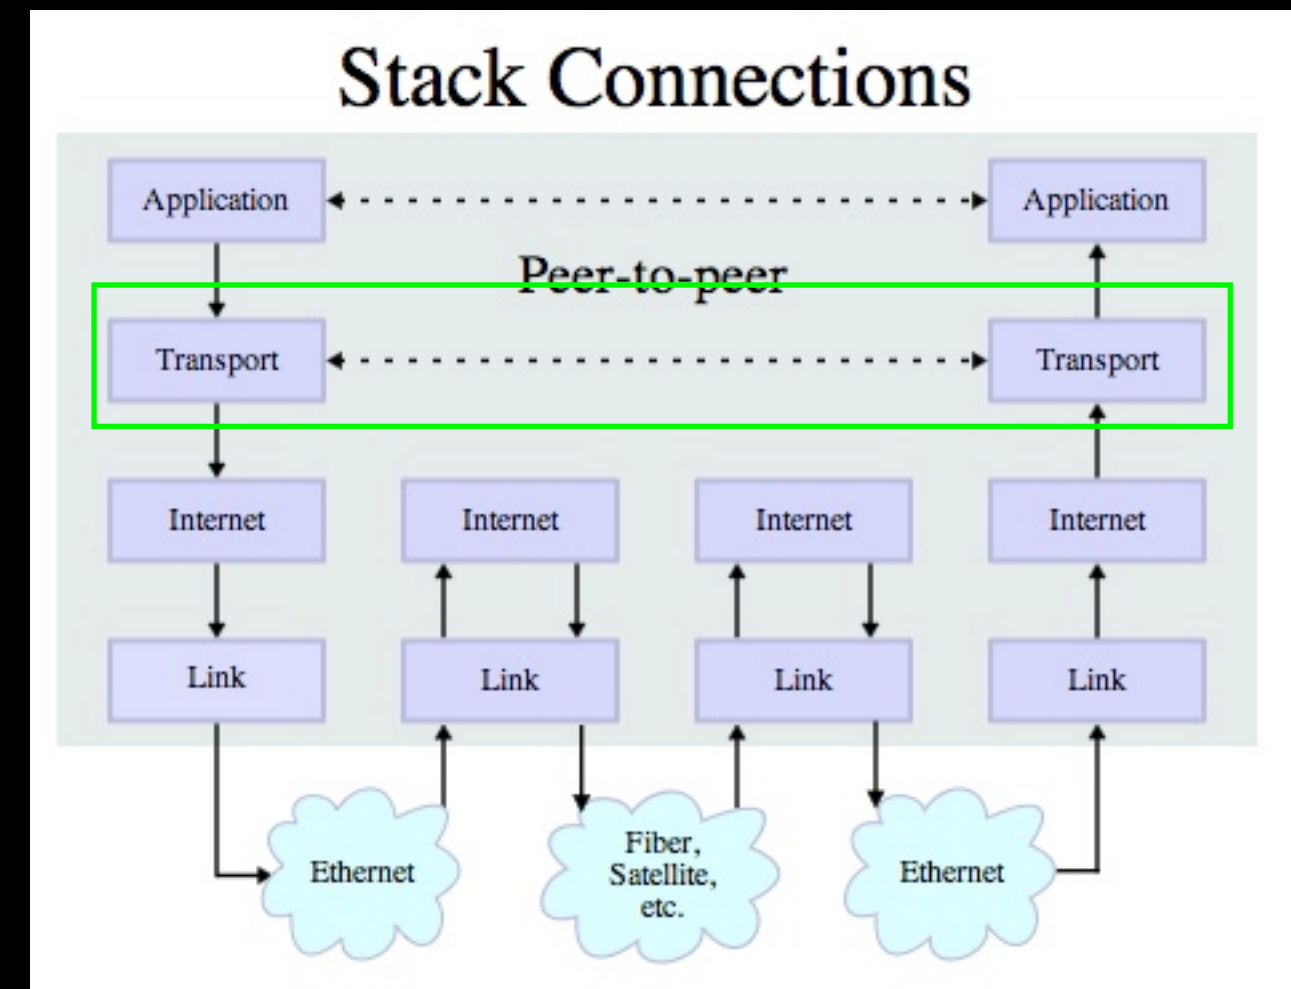 Stack Connections
Application
Application
Peer-to-peer
Transport
Transport
Internet
Internet
Internet
Internet
Link
Link
Link
Link
Ethernet
Fiber,
Satellite,
etc.
Ethernet